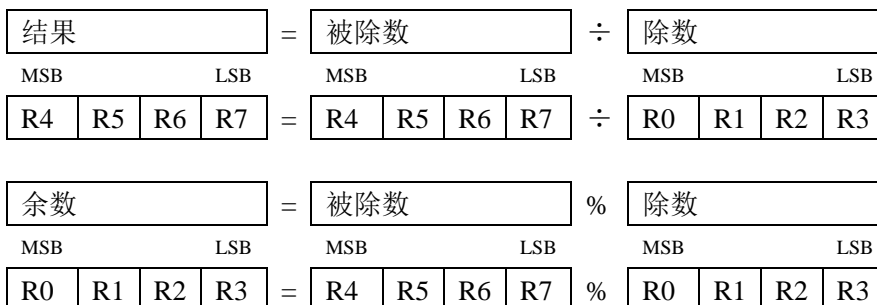 结果 = 被除数 ÷ 除数
MSB LSB MSB LSB MSB LSB
R4 R5 R6 R7 = R4 R5 R6 R7 ÷ R0 R1 R2 R3
余数 = 被除数 % 除数
MSB LSB MSB LSB MSB LSB
R0 R1 R2 R3 = R4 R5 R6 R7 % R0 R1 R2 R3